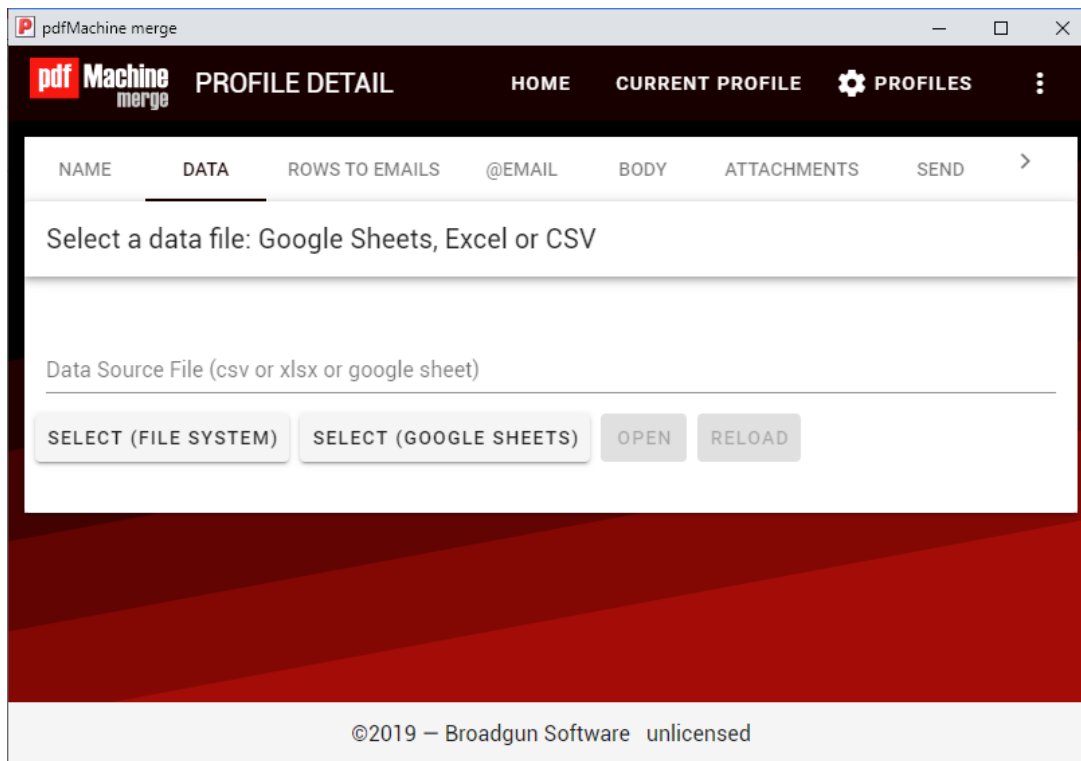 pdfMachine merge
pdf Machine merge PROFILE DETAIL HOME CURRENT PROFILE PROFILES
NAME DATA ROWS TO EMAILS @EMAIL BODY ATTACHMENTS SEND
Select a data file: Google Sheets, Excel or CSV
Data Source File (csv or xlsx or google sheet)
SELECT (FILE SYSTEM) SELECT (GOOGLE SHEETS) OPEN RELOAD
©2019 — Broadgun Software unlicensed